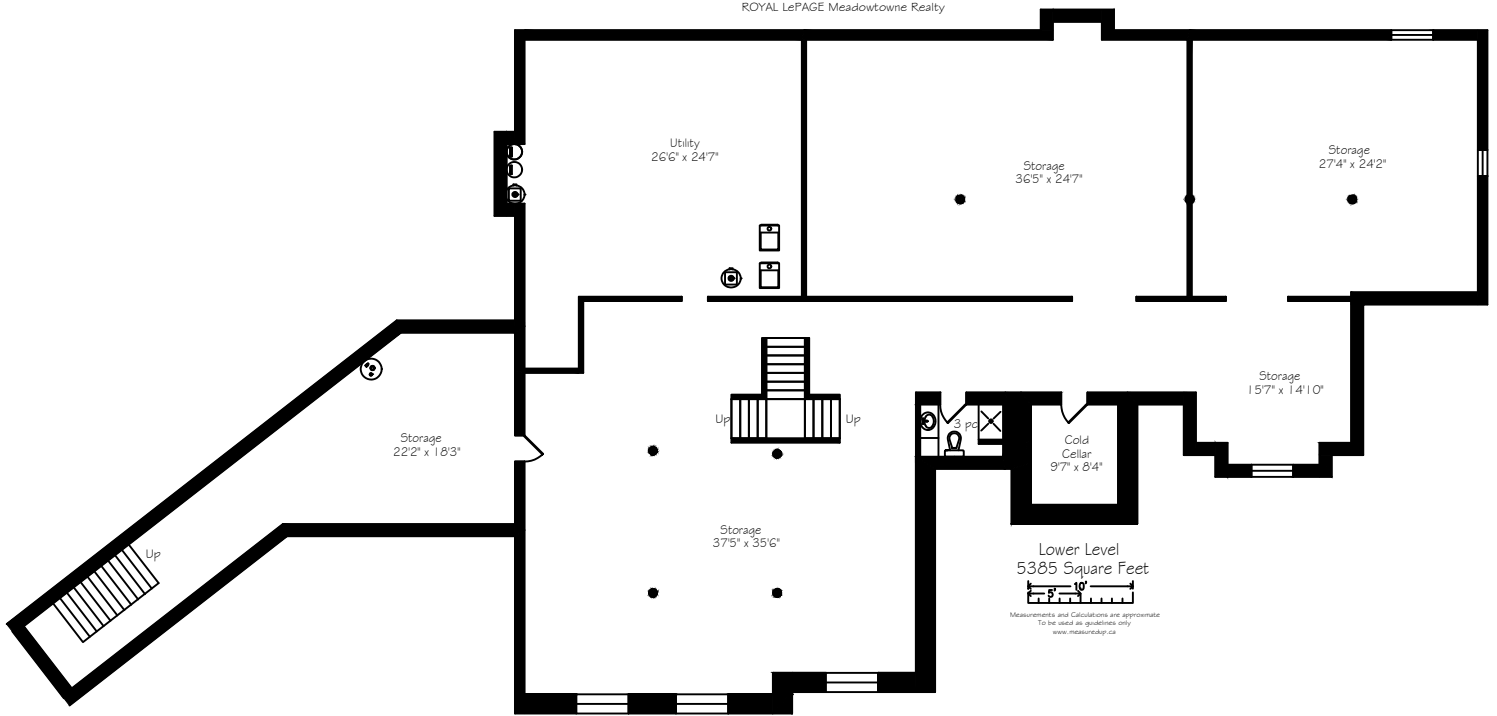 ROYAL LePAGE Meadowtowne Realty
Utility
26'6" x 24'7"
Storage
36'5" x 24'7"
Storage
27'4" x 24'2"
Storage
15'7" x 14'10"
Up
Up
3 pc
Cold
Cellar
9'7" x 8'4"
Storage
22'2" x 18'3"
Storage
37'5" x 35'6"
Up
Lower Level
5385 Square Feet
10'
5'
Measurements and Calculations are approximate
To be used as guidelines only
www.measuredup.ca